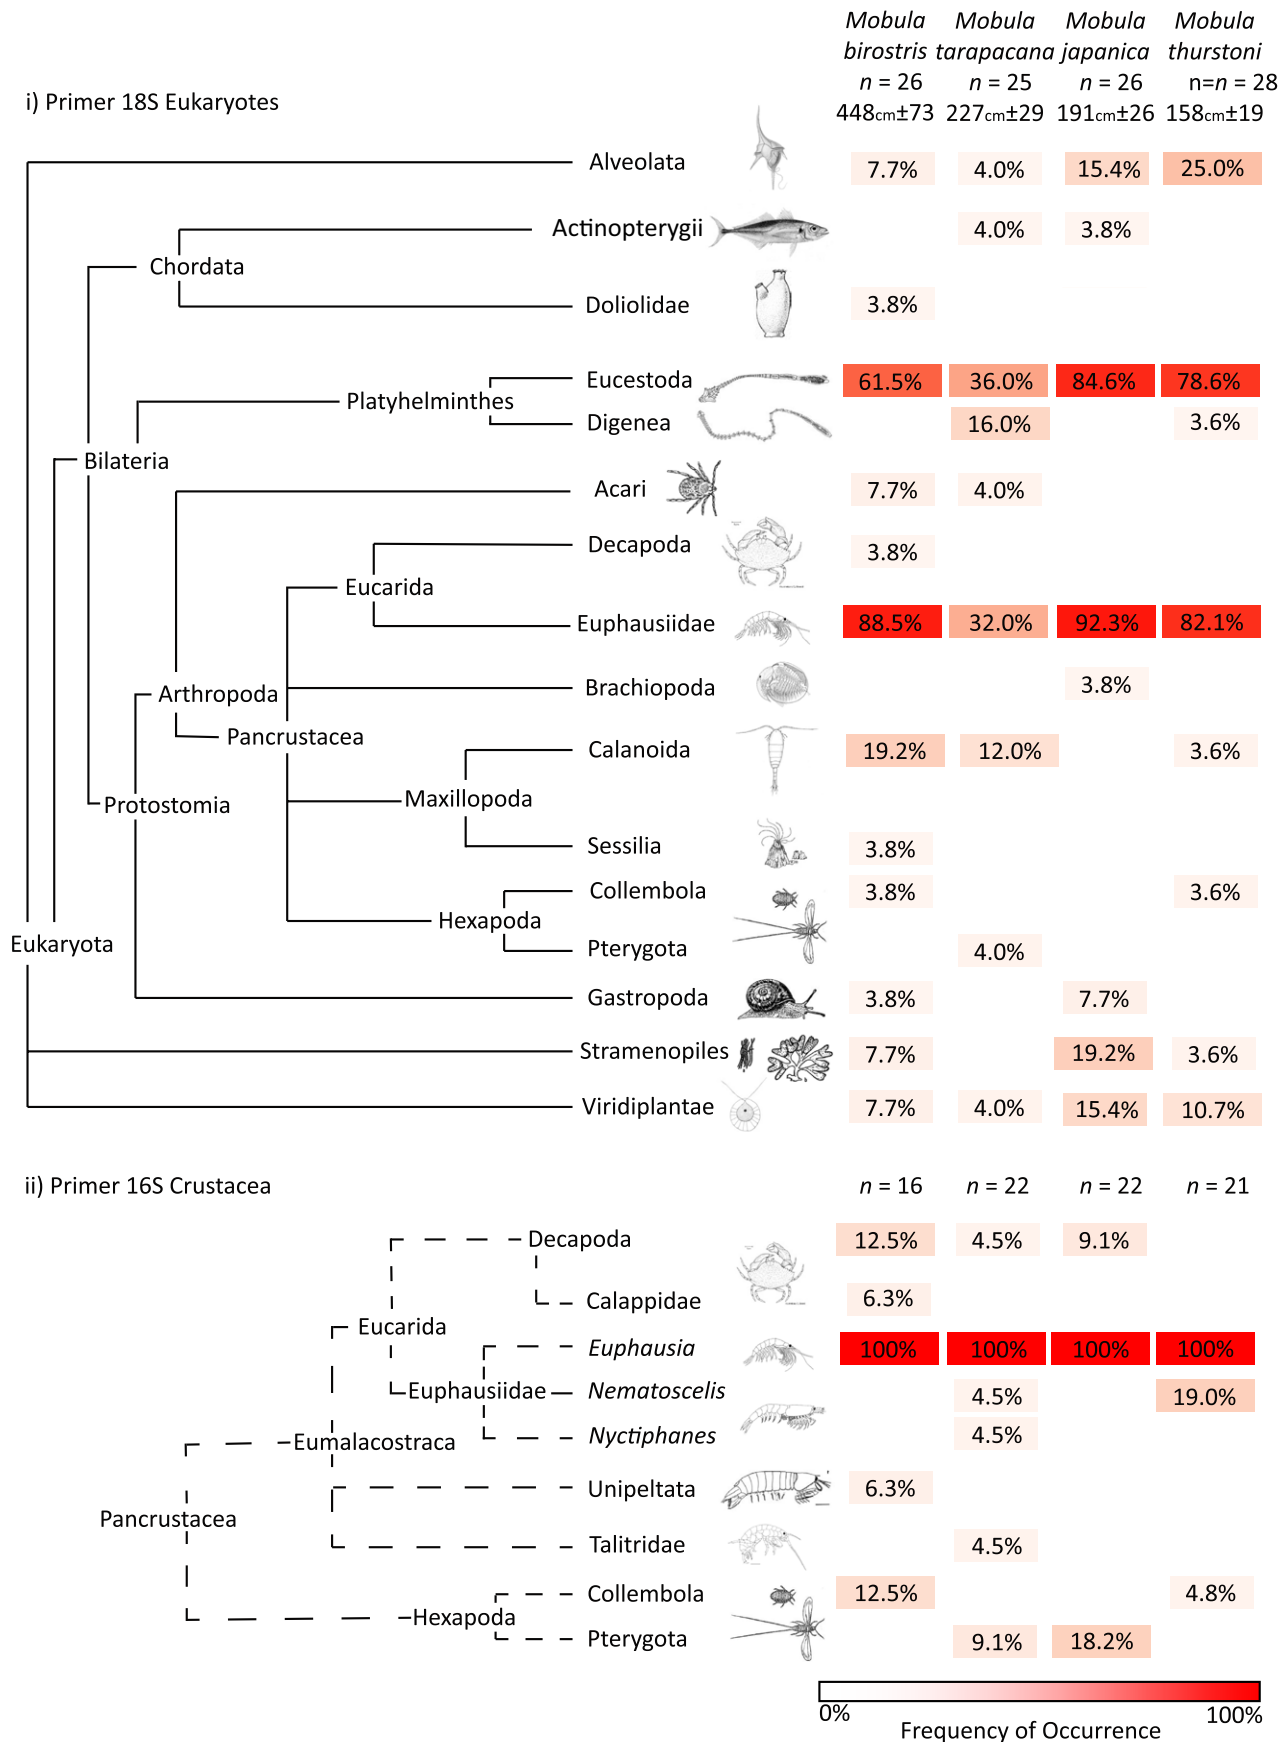 Mobula Mobula Mobula Mobula
birostris tarapacana japanica thurstoni
n = 26 n = 25 n = 26 n=n = 28
i) Primer 18S Eukaryotes
448cm±73 227cm±29 191cm±26 158cm±19
Alveolata 7.7% 4.0% 15.4% 25.0%
Actinopterygii 4.0% 3.8%
Chordata
Doliolidae 3.8%
Eucestoda 61.5% 36.0% 84.6% 78.6%
Platyhelminthes
Digenea 16.0% 3.6%
Bilateria
Acari 7.7% 4.0%
Decapoda 3.8%
Eucarida
Euphausiidae 88.5% 32.0% 92.3% 82.1%
Brachiopoda 3.8%
Arthropoda
Pancrustacea
Calanoida 19.2% 12.0% 3.6%
Maxillopoda
Protostomia
Sessilia 3.8%
Collembola 3.8% 3.6%
Hexapoda
Eukaryota
Pterygota 4.0%
Gastropoda 3.8% 7.7%
Stramenopiles 7.7% 19.2% 3.6%
Viridiplantae 7.7% 4.0% 15.4% 10.7%
ii) Primer 16S Crustacea n = 16 n = 22 n = 22 n = 21
Decapoda 12.5% 4.5% 9.1%
Calappidae 6.3%
Eucarida
Euphausia 100% 100% 100% 100%
Euphausiidae Nematoscelis 4.5% 19.0%
Nyctiphanes 4.5%
Eumalacostraca
Unipeltata 6.3%
Pancrustacea
Talitridae 4.5%
Collembola 12.5% 4.8%
Hexapoda
Pterygota 9.1% 18.2%
0% 100%
Frequency of Occurrence